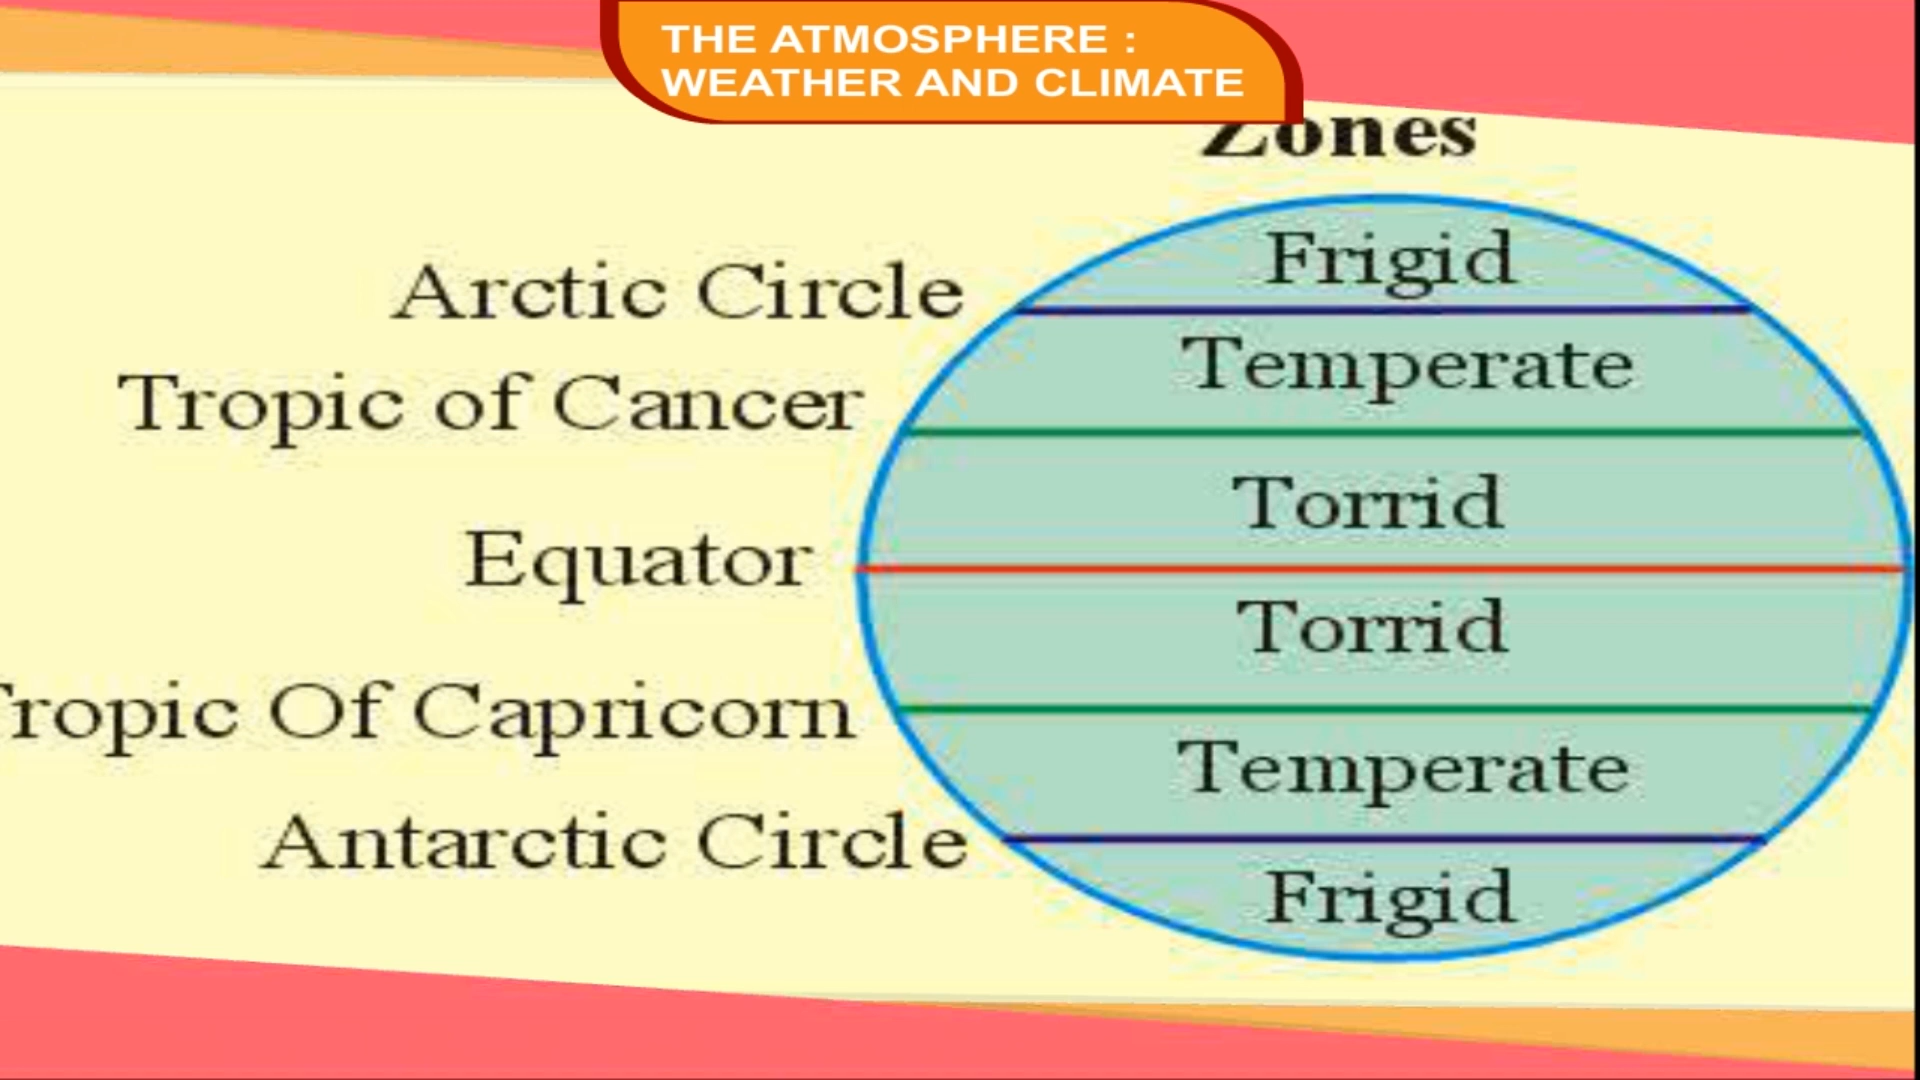 THE ATMOSPHERE :
WEATHER AND CLIMATE
Zones
Frigid
Arctic Circle
Temperate
Tropic of Cancer
Torrid
Equator
Torrid
Tropic Of Capricorn
Temperate
Antarctic Circle
Frigid